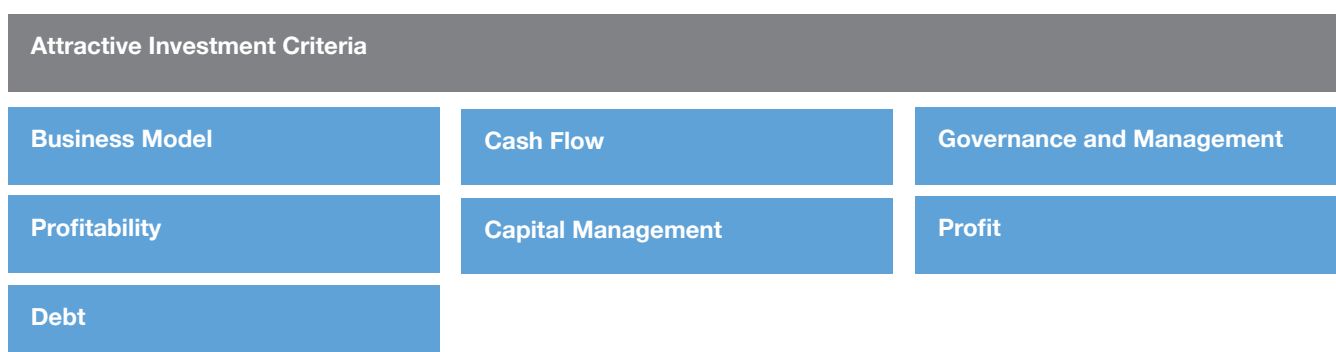 Attractive Investment Criteria
Business Model
Cash Flow
Governance and Management
Profitability
Capital Management
Profit
Debt